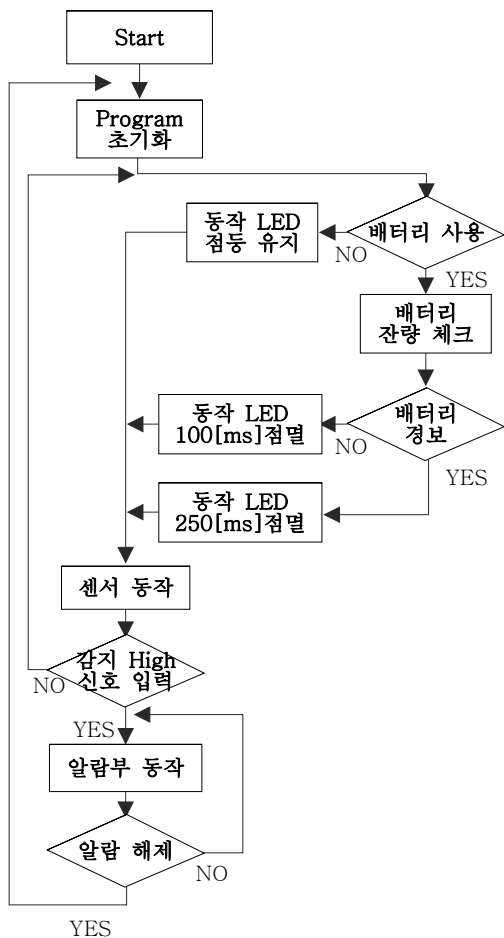 Start
Program
초기화
동작 LED
점등 유지
배터리 사용
NO
YES
배터리
잔량 체크
동작 LED
100[ms]점멸
배터리
경보
NO
YES
동작 LED
250[ms]점멸
센서 동작
감지 High
신호 입력
NO
YES
알람부 동작
알람 해제
NO
YES